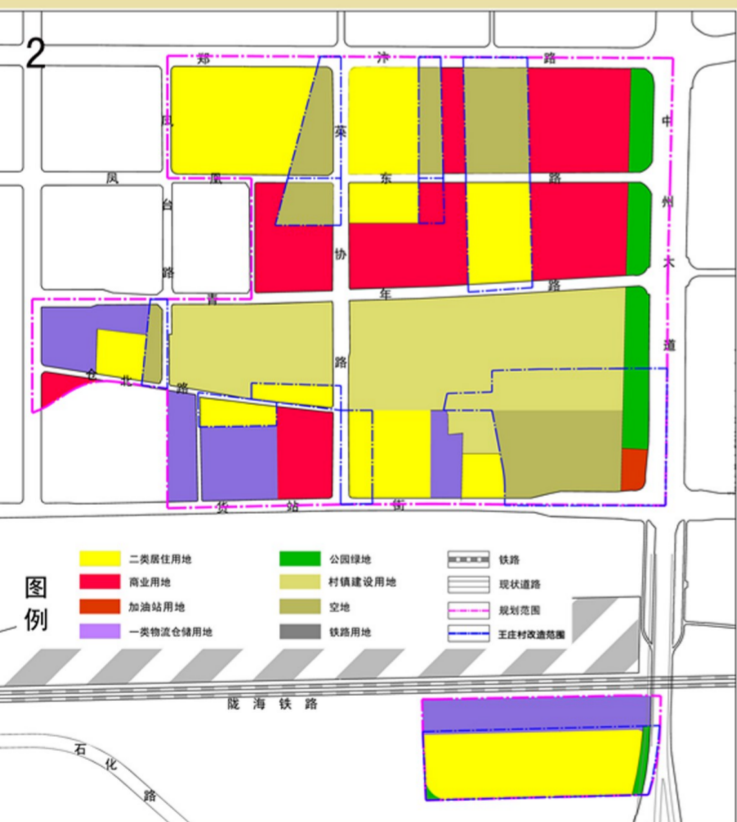 2
郑 汴 路
凤 台 路
英 协 路
中 州 大 道
凤 凰 东 路
青 年 路
仓 北 路
货 站 街
图例
二类居住用地
商业用地
加油站用地
一类物流仓储用地
公园绿地
村镇建设用地
空地
铁路用地
铁路
现状道路
规划范围
王庄村改造范围
陇 海 铁 路
石 化 路